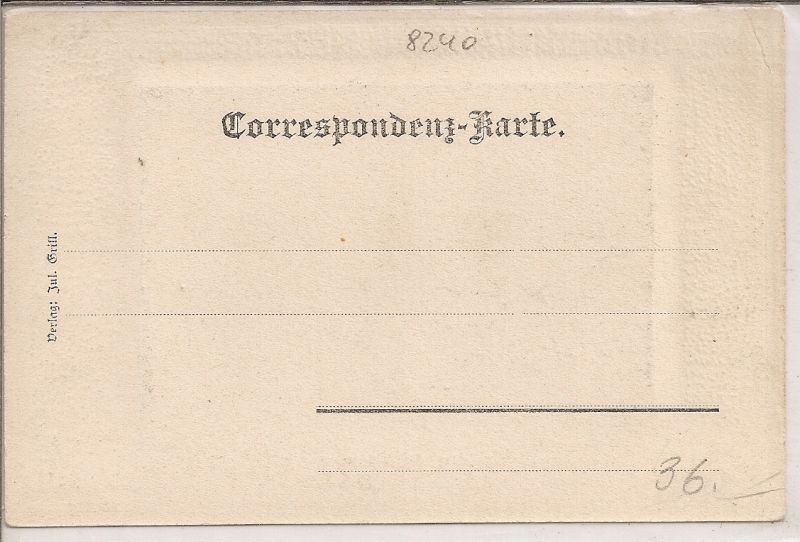 8240
Correspondenz-Karte.
Verlag: Jul. Grill.
36.